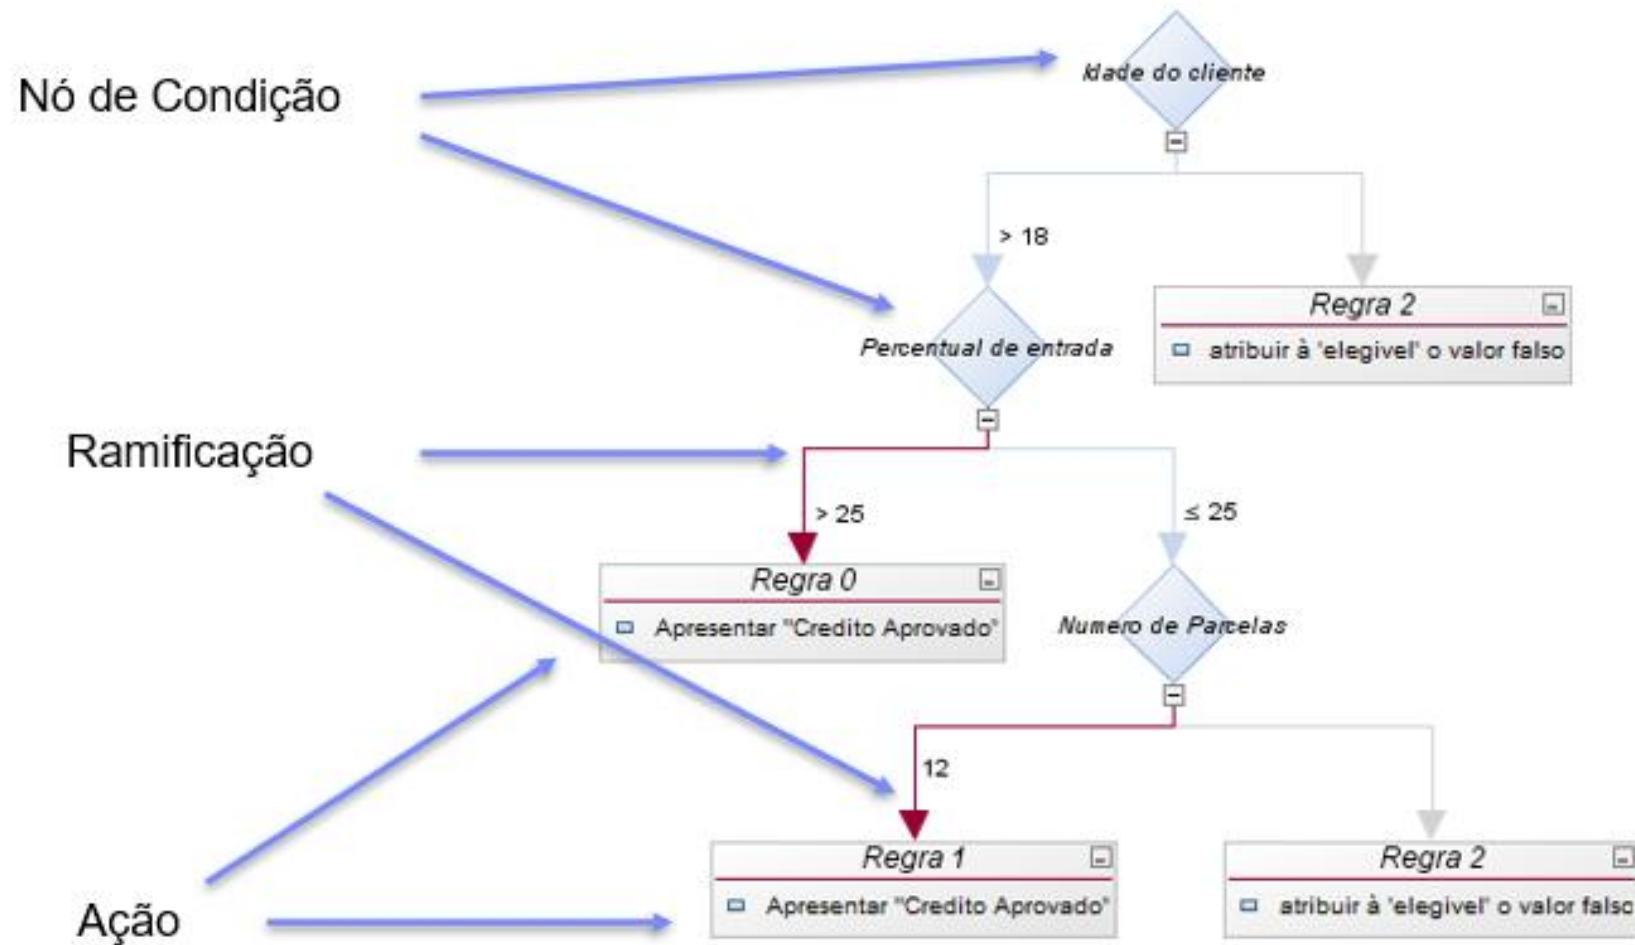 Idade do cliente
Nó de Condição
> 18
Regra 2
atribuir à 'elegivel' o valor falso
Percentual de entrada
Ramificação
> 25
≤ 25
Regra 0
Apresentar "Credito Aprovado"
Numero de Parcelas
12
Regra 1
Apresentar "Credito Aprovado"
Regra 2
atribuir à 'elegivel' o valor falso
Ação